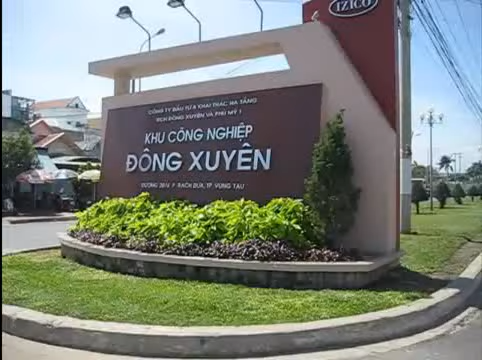 IZICO
CÔNG TY ĐẦU TƯ & KHAI THÁC HẠ TẦNG
KCN ĐÔNG XUYÊN VÀ PHÚ MỸ 1
KHU CÔNG NGHIỆP
ĐÔNG XUYÊN
ĐƯỜNG 30/4 P. RẠCH DỪA, TP. VŨNG TÀU